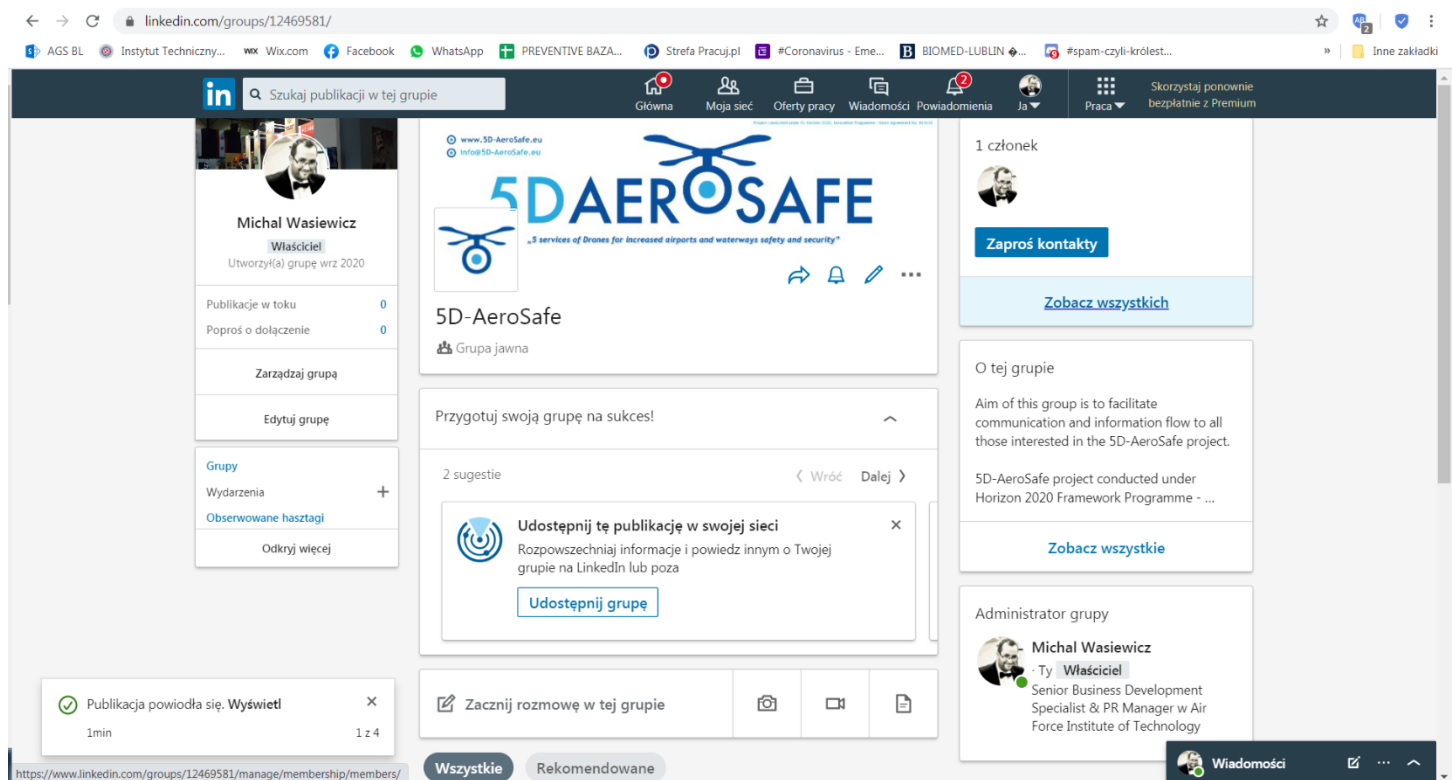 linkedin.com/groups/12469581/
AGS BL
Instytut Techniczny...
Wix.com
Facebook
WhatsApp
PREVENTIVE BAZA...
Strefa Pracuj.pl
#Coronavirus - Eme...
BIOMED-LUBLIN �...
#spam-czyli-królest...
»
Inne zakładki
in
Szukaj publikacji w tej grupie
Główna
Moja sieć
Oferty pracy
Wiadomości
2
Powiadomienia
Ja
Praca
Skorzystaj ponownie
bezpłatnie z Premium
Michal Wasiewicz
Właściciel
Utworzył(a) grupę wrz 2020
Publikacje w toku 0
Poproś o dołączenie 0
Zarządzaj grupą
Edytuj grupę
Grupy
Wydarzenia +
Obserwowane hasztagi
Odkryj więcej
www.5D-AeroSafe.eu
info@5D-AeroSafe.eu
5DAEROSAFE
„5 services of Drones for increased airports and waterways safety and security"
5D-AeroSafe
Grupa jawna
Przygotuj swoją grupę na sukces!
2 sugestie
Wróć
Dalej
Udostępnij tę publikację w swojej sieci
Rozpowszechniaj informacje i powiedz innym o Twojej
grupie na LinkedIn lub poza
Udostępnij grupę
Zacznij rozmowę w tej grupie
Wszystkie
Rekomendowane
1 członek
Zaproś kontakty
Zobacz wszystkich
O tej grupie
Aim of this group is to facilitate
communication and information flow to all
those interested in the 5D-AeroSafe project.
5D-AeroSafe project conducted under
Horizon 2020 Framework Programme - ...
Zobacz wszystkie
Administrator grupy
Michal Wasiewicz
· Ty Właściciel
Senior Business Development
Specialist & PR Manager w Air
Force Institute of Technology
Publikacja powiodła się. Wyświetl
1min
1 z 4
https://www.linkedin.com/groups/12469581/manage/membership/members/
Wiadomości